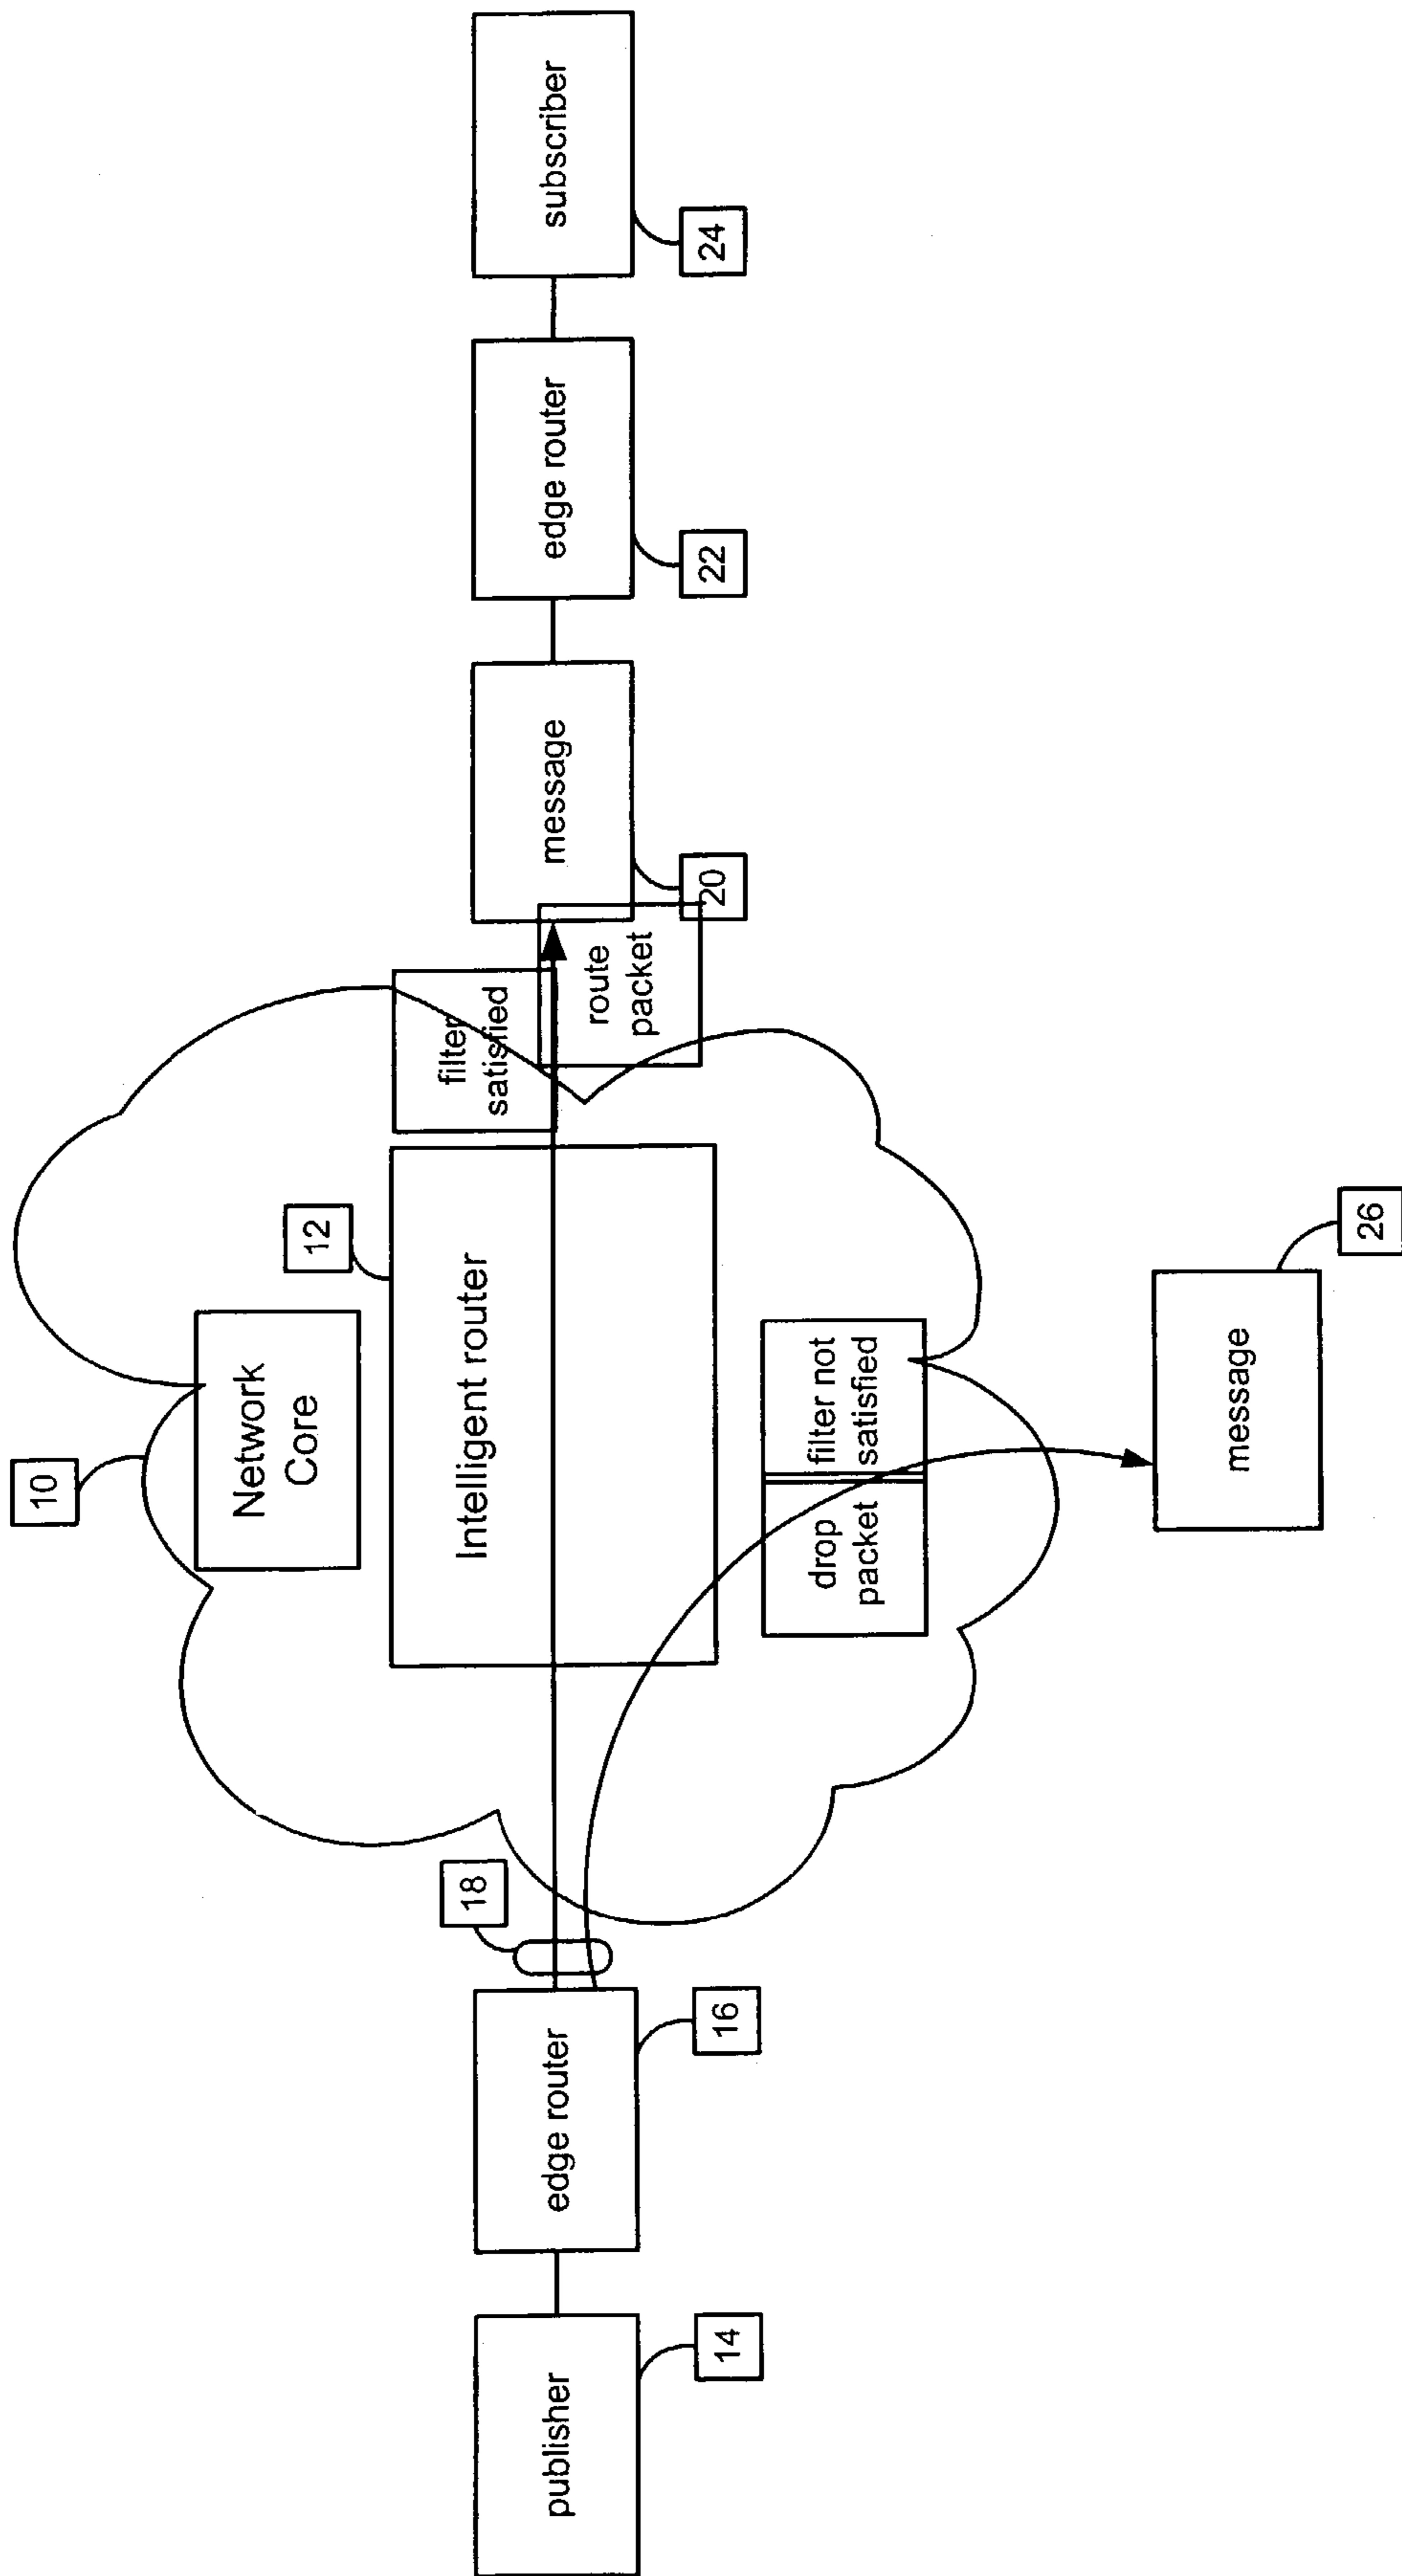 10
Network
Core
12
Intelligent router
18
filter
satisfied
route
packet
publisher
14
edge router
16
message
20
edge router
22
subscriber
24
drop
packet
filter not
satisfied
message
26